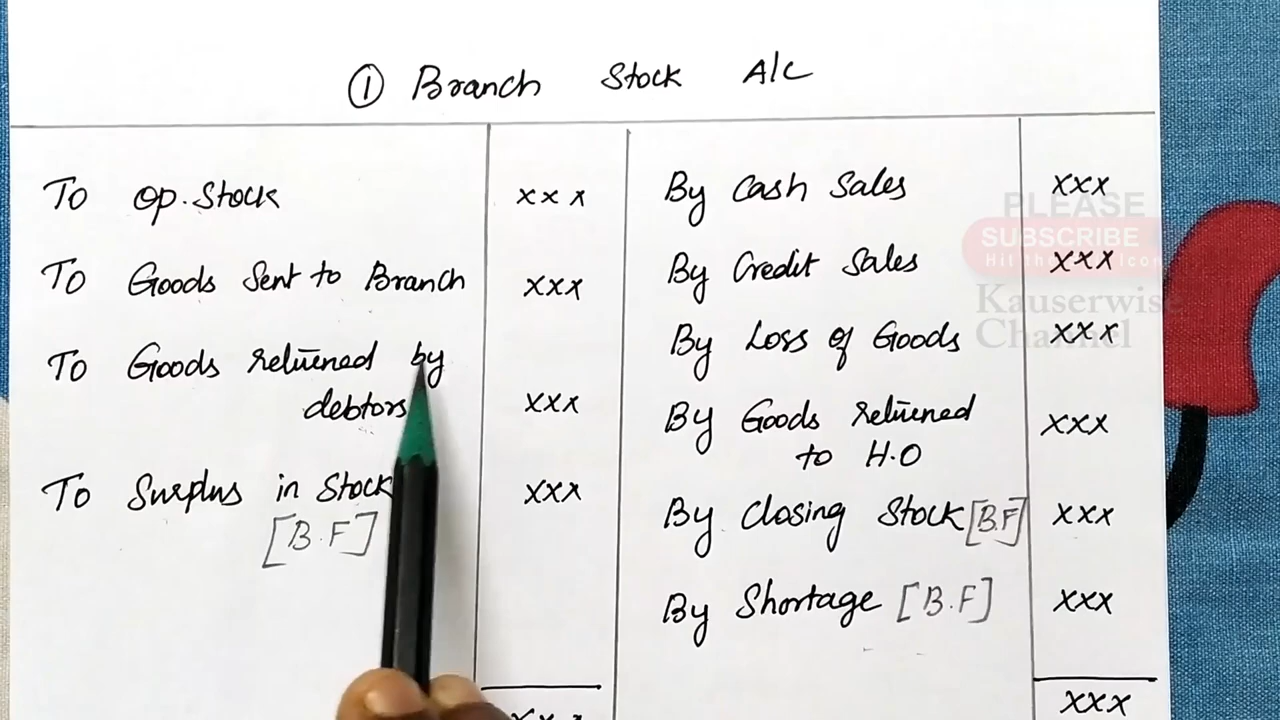 ① Branch Stock A/C
To Op. Stock xxx
To Goods Sent to Branch xxx
To Goods returned by
debtors xxx
To Surplus in Stock xxx
[B.F]
xxx
By Cash Sales xxx
By Credit Sales xxx
By Loss of Goods xxx
By Goods returned
to H.O xxx
By Closing Stock [B.F] xxx
By Shortage [B.F] xxx
xxx
PLEASE
SUBSCRIBE
Kauserwise
Channel